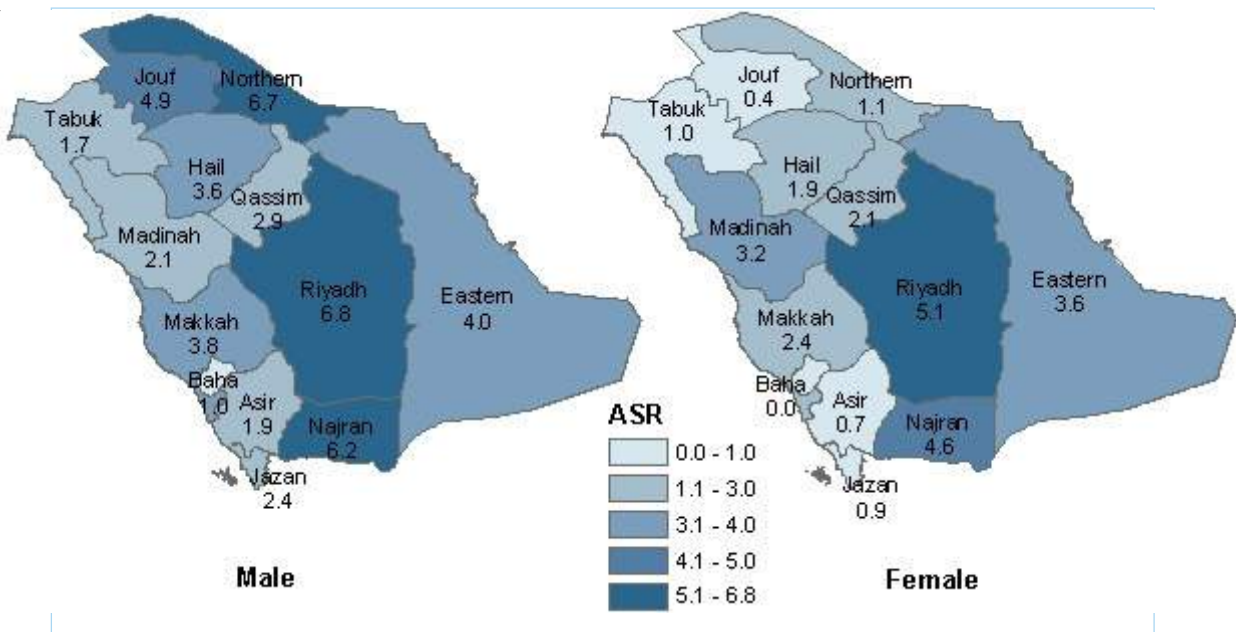 Jouf
4.9
Northern
6.7
Tabuk
1.7
Hail
3.6
Qassim
2.9
Madinah
2.1
Riyadh
6.8
Eastern
4.0
Makkah
3.8
Baha
1.0
Asir
1.9
Najran
6.2
Jazan
2.4
Male
ASR
0.0 - 1.0
1.1 - 3.0
3.1 - 4.0
4.1 - 5.0
5.1 - 6.8
Jouf
0.4
Northern
1.1
Tabuk
1.0
Hail
1.9
Qassim
2.1
Madinah
3.2
Riyadh
5.1
Eastern
3.6
Makkah
2.4
Baha
0.0
Asir
0.7
Najran
4.6
Jazan
0.9
Female